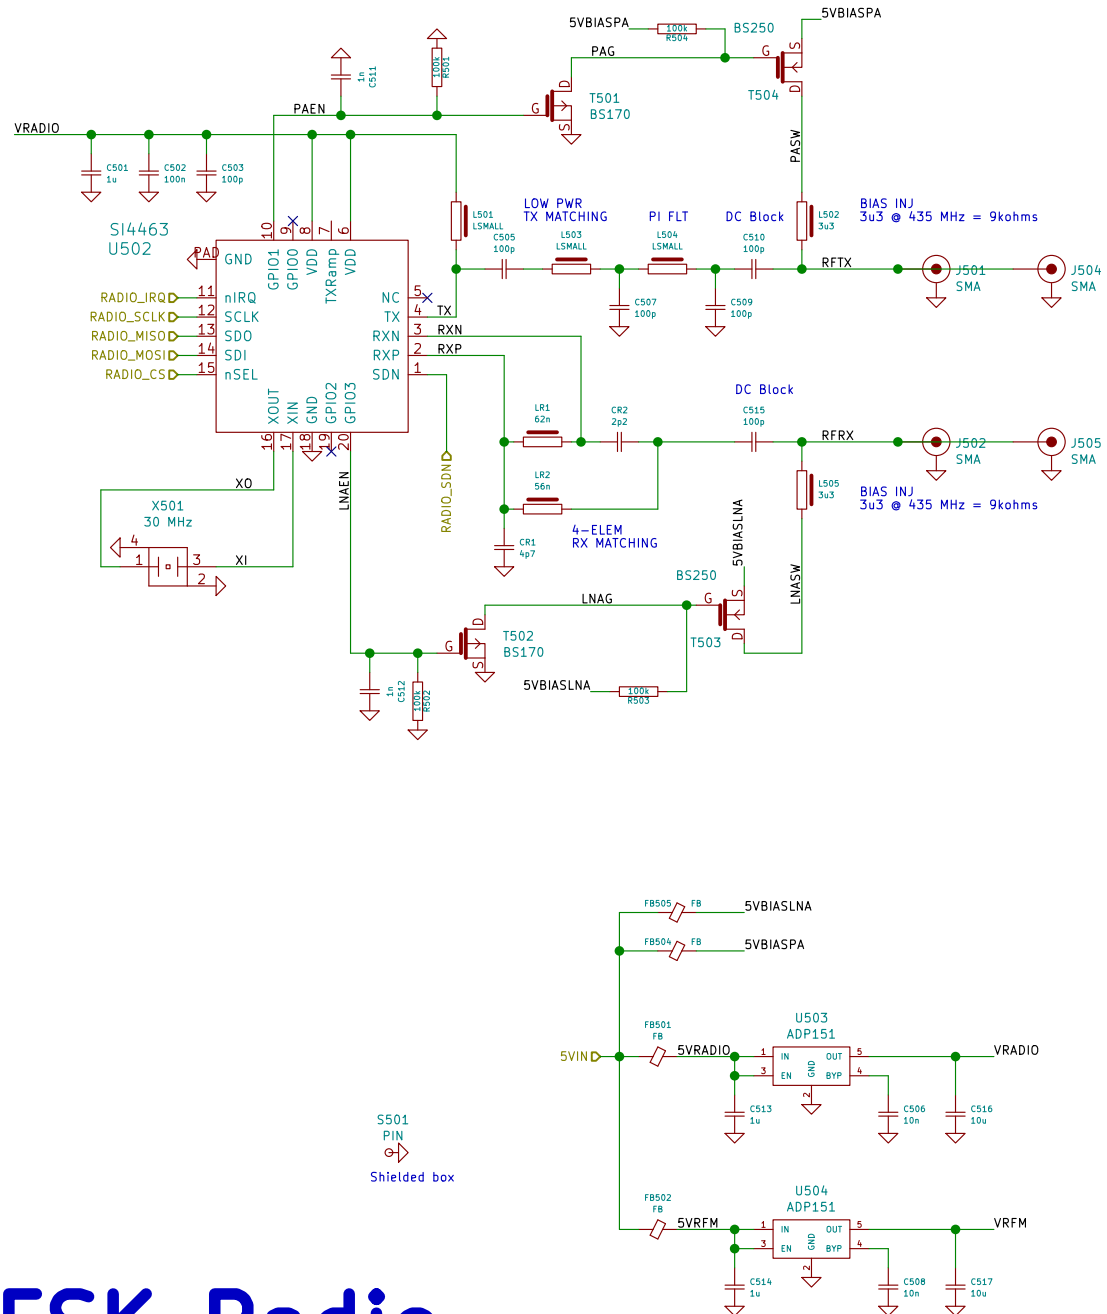 5VBIASPA
5VBIASPA
100k
R504
BS250
G
S
D
T504
PAG
1n
C511
100k
R501
PAEN
G
D
S
T501
BS170
VRADIO
C501
1u
C502
100n
C503
100p
PASW
SI4463
U502
L501
LSMALL
LOW PWR
TX MATCHING
PI FLT
DC Block
L502
3u3
BIAS INJ
3u3 @ 435 MHz = 9kohms
C505
100p
L503
LSMALL
L504
LSMALL
C510
100p
RFTX
J501
SMA
J504
SMA
C507
100p
C509
100p
10
9
8
7
6
GPIO1
GPIO0
VDD
TXRamp
VDD
PAD
GND
RADIO_IRQ
11
nIRQ
NC
5
RADIO_SCLK
12
SCLK
TX
4
TX
RADIO_MISO
13
SDO
RXN
3
RXN
RADIO_MOSI
14
SDI
RXP
2
RXP
RADIO_CS
15
nSEL
SDN
1
XOUT
XIN
GND
GPIO2
GPIO3
16
17
18
19
20
DC Block
LR1
62n
CR2
2p2
C515
100p
RFRX
J502
SMA
J505
SMA
LR2
56n
L505
3u3
BIAS INJ
3u3 @ 435 MHz = 9kohms
RADIO_SDN
XO
LNAEN
X501
30 MHz
4
1
3
2
XI
CR1
4p7
4-ELEM
RX MATCHING
5VBIASLNA
LNASW
BS250
G
S
D
T503
LNAG
G
D
S
T502
BS170
5VBIASLNA
100k
R503
1n
C512
100k
R502
FB505
FB
5VBIASLNA
FB504
FB
5VBIASPA
5VIN
FB501
FB
5VRADIO
U503
ADP151
1
IN
OUT
5
3
EN
GND
BYP
4
2
VRADIO
C513
1u
C506
10n
C516
10u
S501
PIN
Shielded box
FB502
FB
5VRFM
U504
ADP151
1
IN
OUT
5
3
EN
GND
BYP
4
2
VRFM
C514
1u
C508
10n
C517
10u
FSK Radio